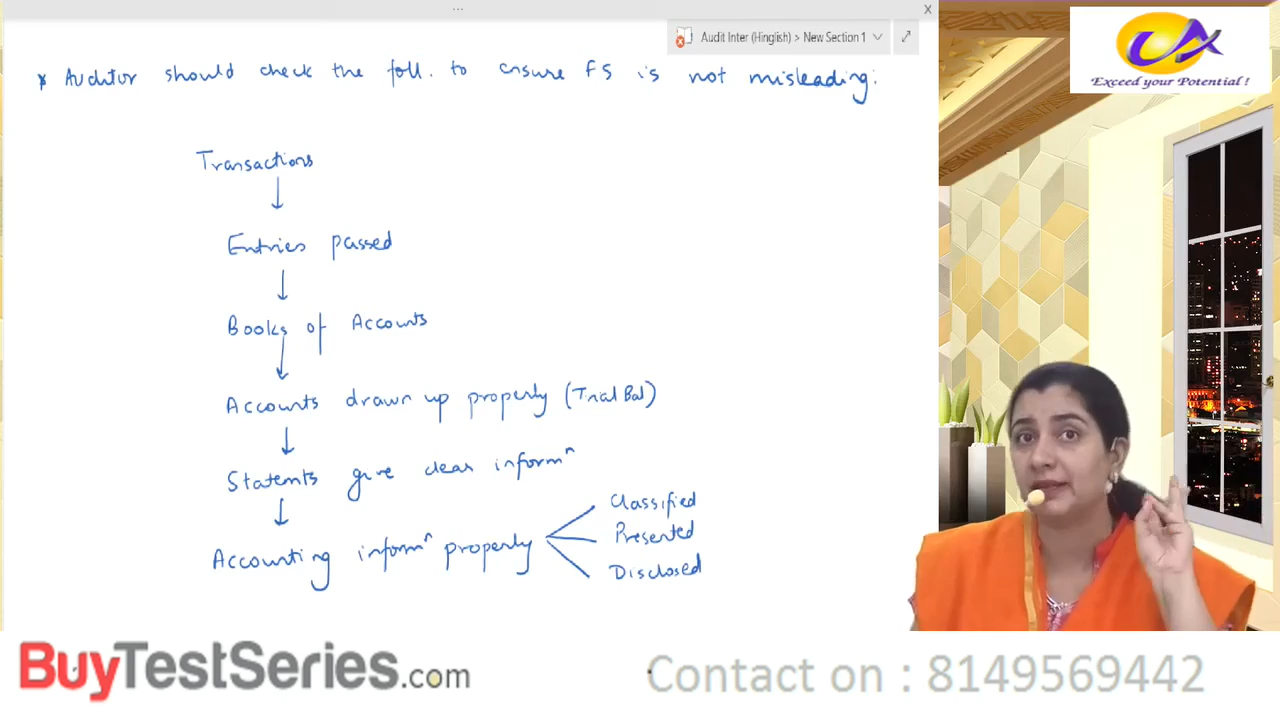 Audit Inter (Hinglish) > New Section 1
* Auditor should check the foll. to ensure FS is not misleading:
Transactions
Entries passed
Books of Accounts
Accounts drawn up properly (Trial Bal)
Statemts give clear informⁿ
Accounting informⁿ properly
Classified
Presented
Disclosed
Exceed your Potential !
BuyTestSeries.com
Contact on : 8149569442